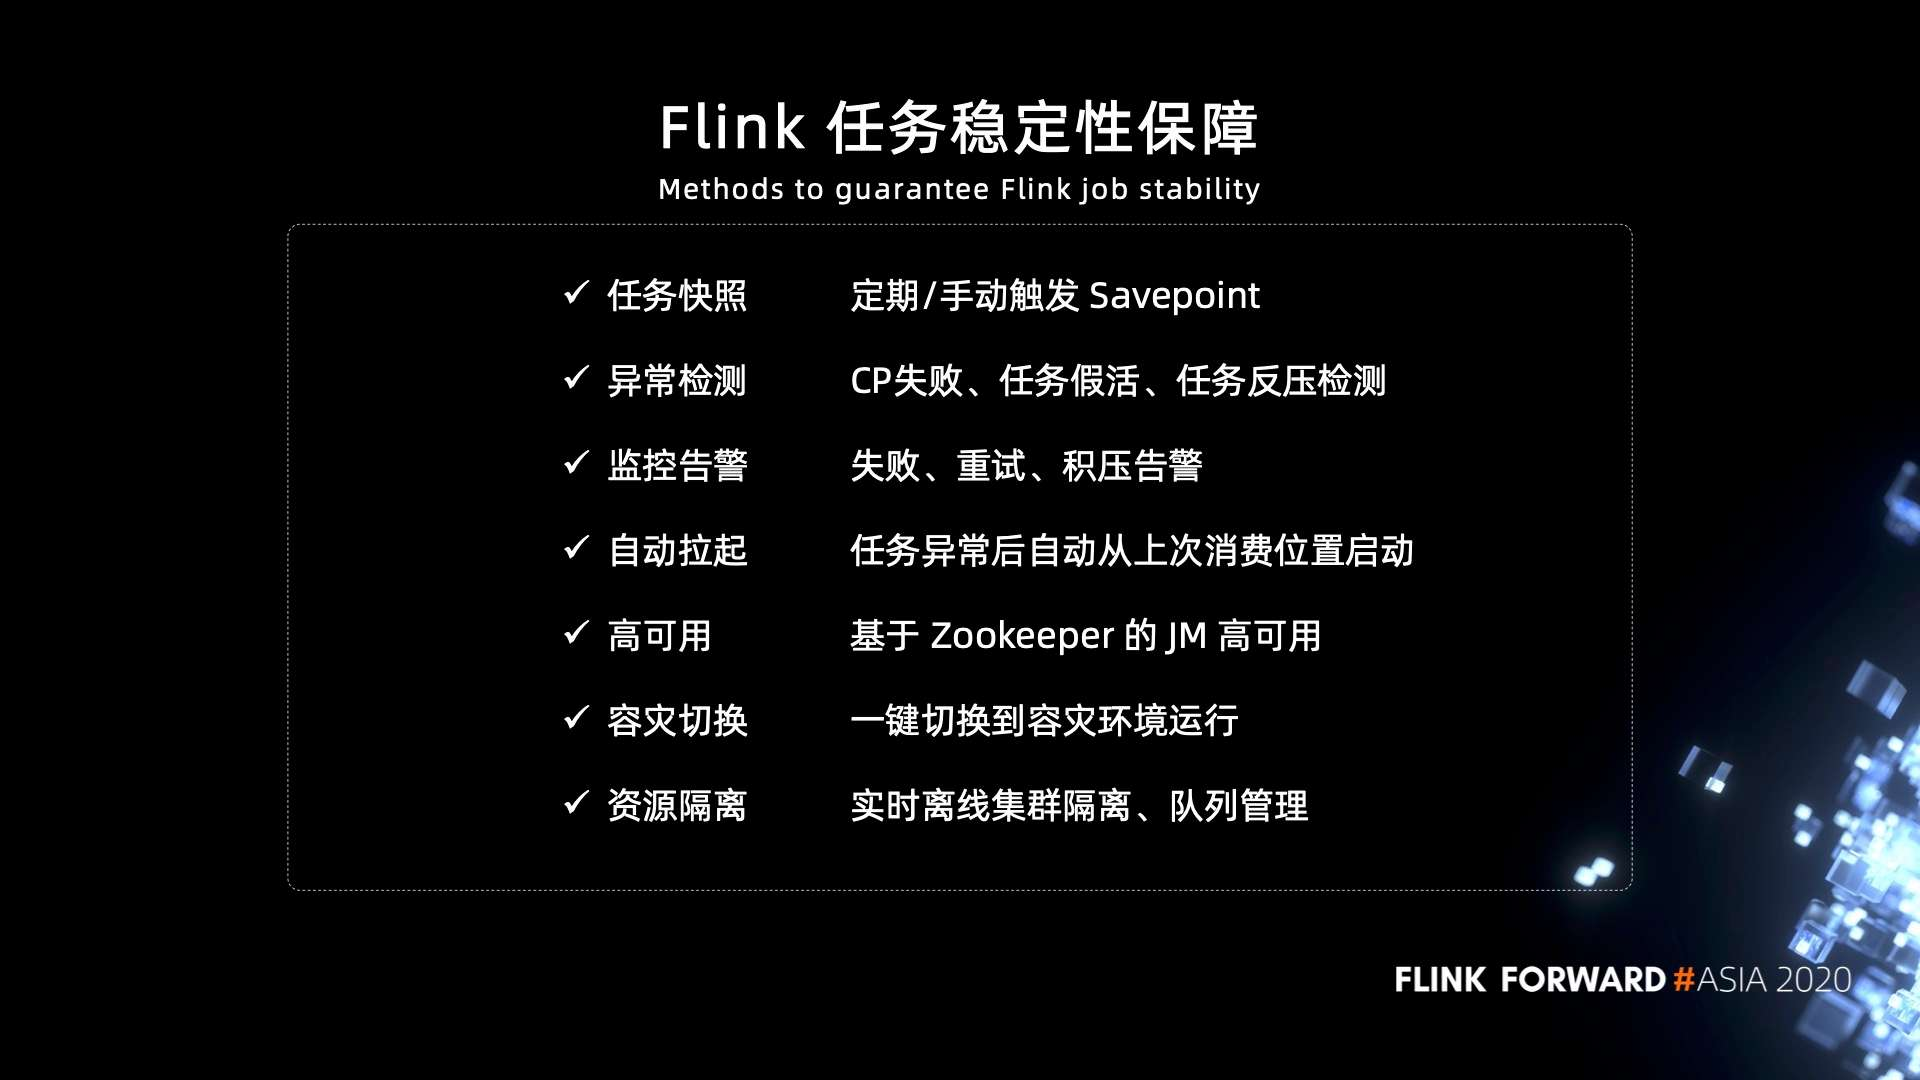 Flink 任务稳定性保障
Methods to guarantee Flink job stability
✓ 任务快照 定期/手动触发 Savepoint
✓ 异常检测 CP失败、任务假活、任务反压检测
✓ 监控告警 失败、重试、积压告警
✓ 自动拉起 任务异常后自动从上次消费位置启动
✓ 高可用 基于 Zookeeper 的 JM 高可用
✓ 容灾切换 一键切换到容灾环境运行
✓ 资源隔离 实时离线集群隔离、队列管理
FLINK FORWARD #ASIA 2020